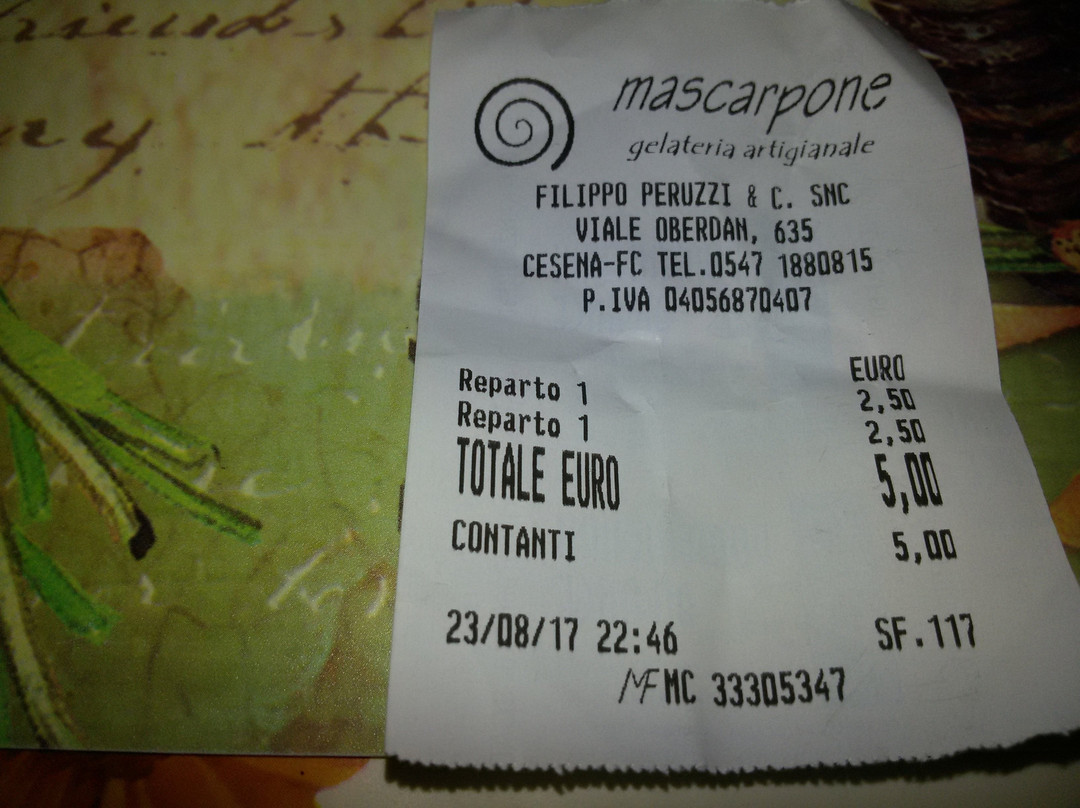 friends
mascarpone
gelateria artigianale
FILIPPO PERUZZI & C. SNC
VIALE OBERDAN, 635
CESENA-FC TEL.0547 1880815
P.IVA 04056870407
EURO
Reparto 1 2,50
Reparto 1 2,50
TOTALE EURO 5,00
CONTANTI 5,00
23/08/17 22:46 SF.117
MF MC 33305347